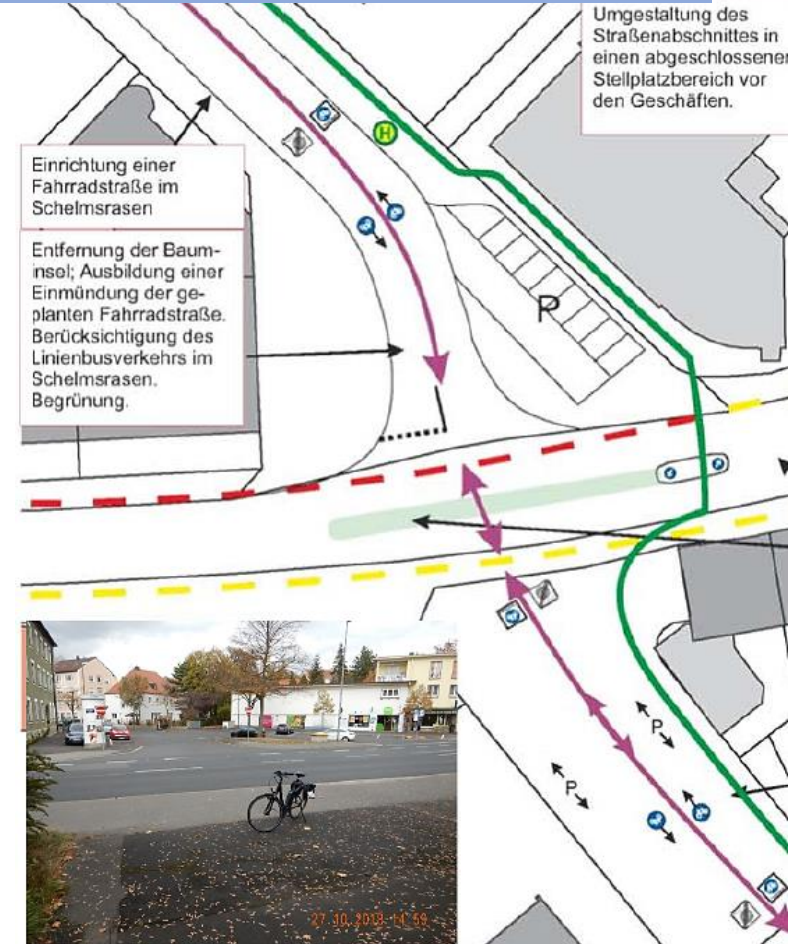 Umgestaltung des
Straßenabschnittes in
einen abgeschlossenen
Stellplatzbereich vor
den Geschäften.
H
Einrichtung einer
Fahrradstraße im
Schelmsrasen
Entfernung der Baum-
insel; Ausbildung einer
Einmündung der ge-
planten Fahrradstraße.
Berücksichtigung des
Linienbusverkehrs im
Schelmsrasen.
Begrünung.
P
P
P
27.10.2013 14:59